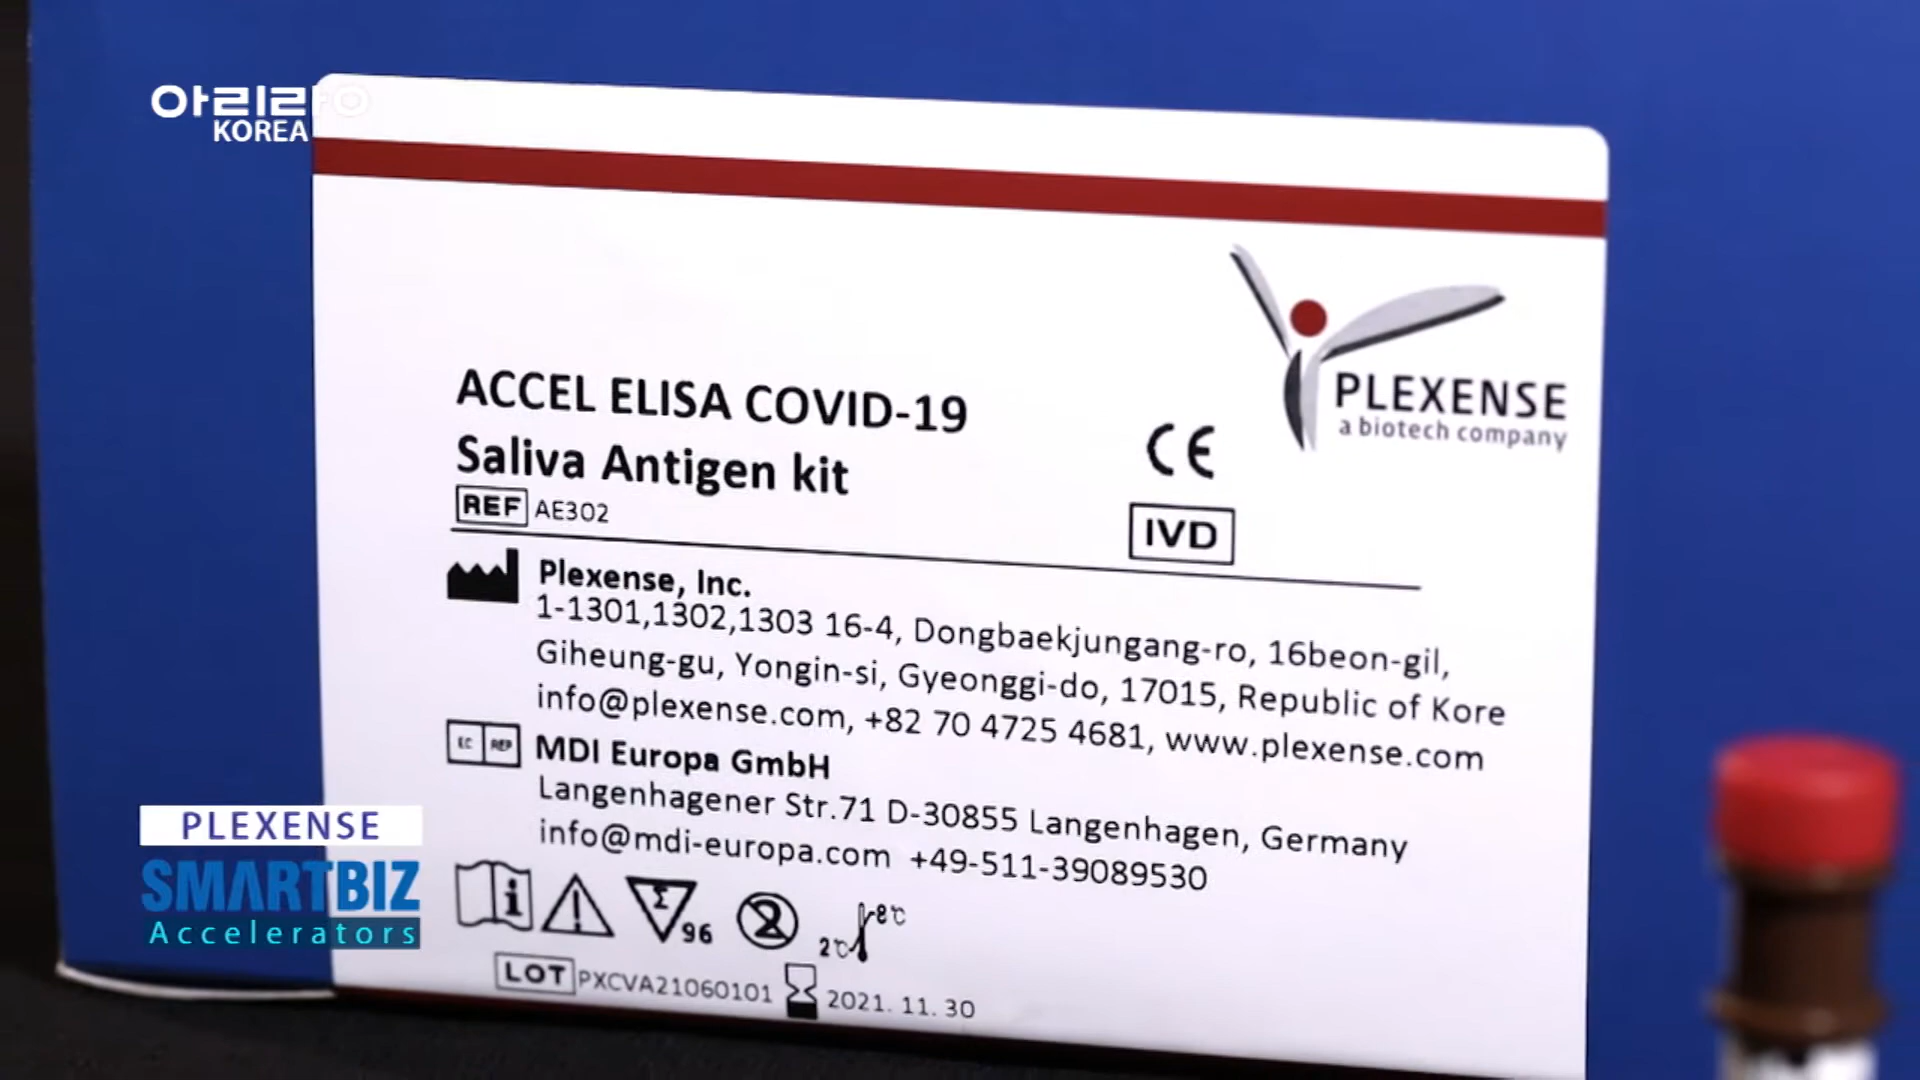 아리라
KOREA
PLEXENSE
a biotech company
ACCEL ELISA COVID-19
Saliva Antigen kit
CE
REF AE302
IVD
Plexense, Inc.
1-1301,1302,1303 16-4, Dongbaekjungang-ro, 16beon-gil,
Giheung-gu, Yongin-si, Gyeonggi-do, 17015, Republic of Kore
info@plexense.com, +82 70 4725 4681, www.plexense.com
EC REP MDI Europa GmbH
Langenhagener Str.71 D-30855 Langenhagen, Germany
info@mdi-europa.com +49-511-39089530
i Σ 96 2 2℃ 8℃
LOT PXCVA21060101 2021. 11. 30
PLEXENSE
SMARTBIZ
Accelerators